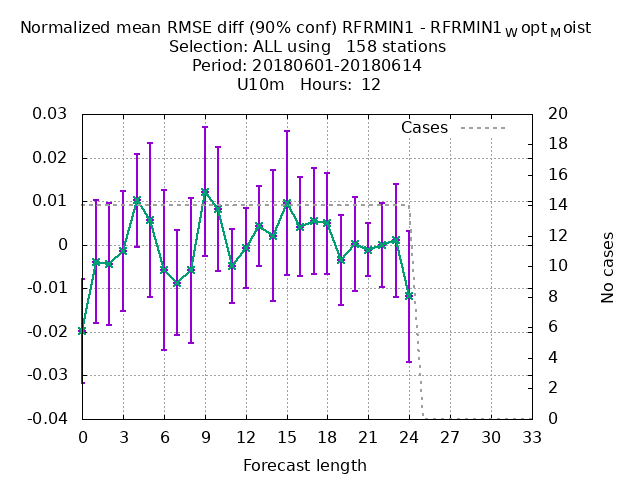 Normalized mean RMSE diff (90% conf) RFRMIN1 - RFRMIN1WoptMoist
Selection: ALL using 158 stations
Period: 20180601-20180614
U10m Hours: 12
0.03
0.02
0.01
0
-0.01
-0.02
-0.03
-0.04
Cases
20
18
16
14
12
10
8
6
4
2
0
No cases
0 3 6 9 12 15 18 21 24 27 30 33
Forecast length